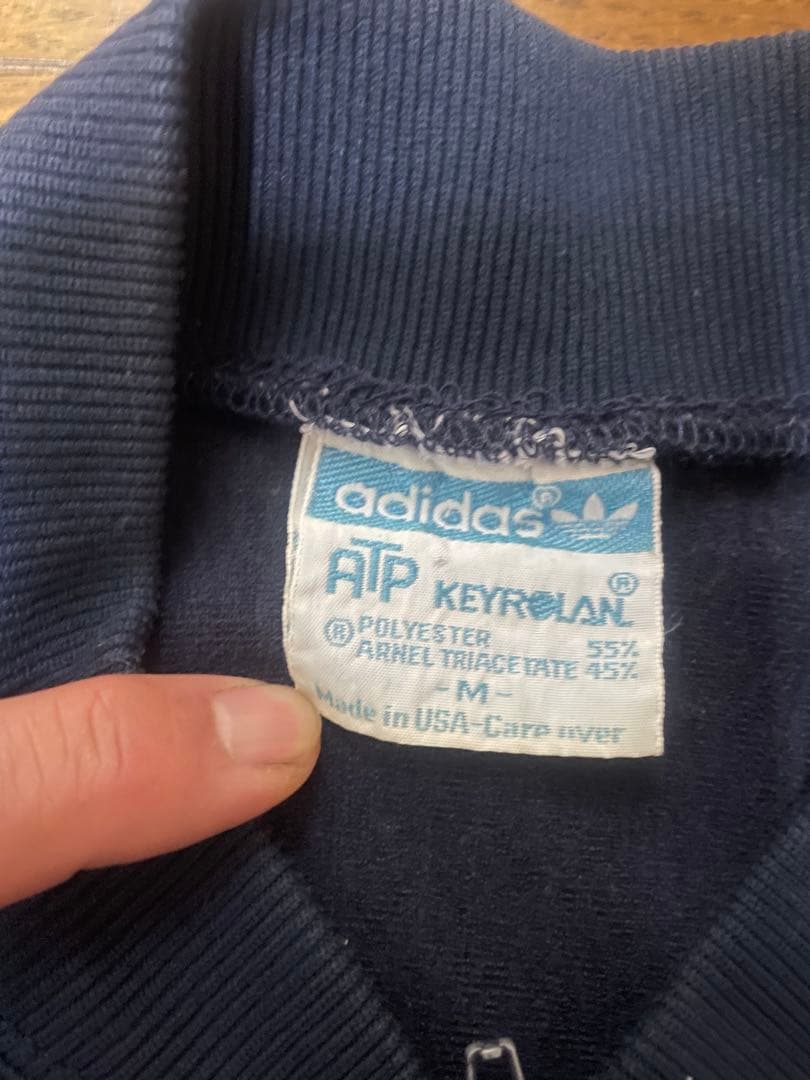 adidas®
ATP KEYROLAN®
® POLYESTER 55%
ARNEL TRIACETATE 45%
-M-
Made in USA-Care over